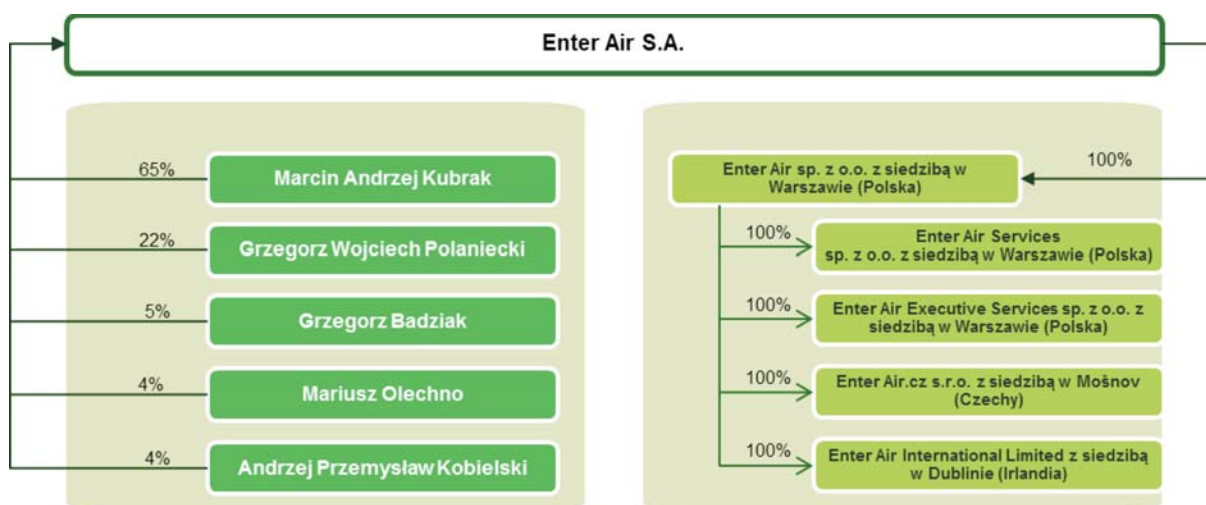 Enter Air S.A.
65%
Marcin Andrzej Kubrak
22%
Grzegorz Wojciech Polaniecki
5%
Grzegorz Badziak
4%
Mariusz Olechno
4%
Andrzej Przemysław Kobielski
Enter Air sp. z o.o. z siedzibą w
Warszawie (Polska)
100%
100%
Enter Air Services
sp. z o.o. z siedzibą w Warszawie (Polska)
100%
Enter Air Executive Services sp. z o.o. z
siedzibą w Warszawie (Polska)
100%
Enter Air.cz s.r.o. z siedzibą w Mošnov
(Czechy)
100%
Enter Air International Limited z siedzibą
w Dublinie (Irlandia)